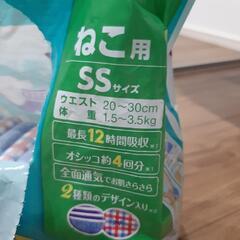 ねこ用
SSサイズ
ウエスト 20~30cm
体重 1.5~3.5kg
最長12時間吸収
オシッコ約4回分
全面通気でお肌さらさら
2種類のデザイン入り